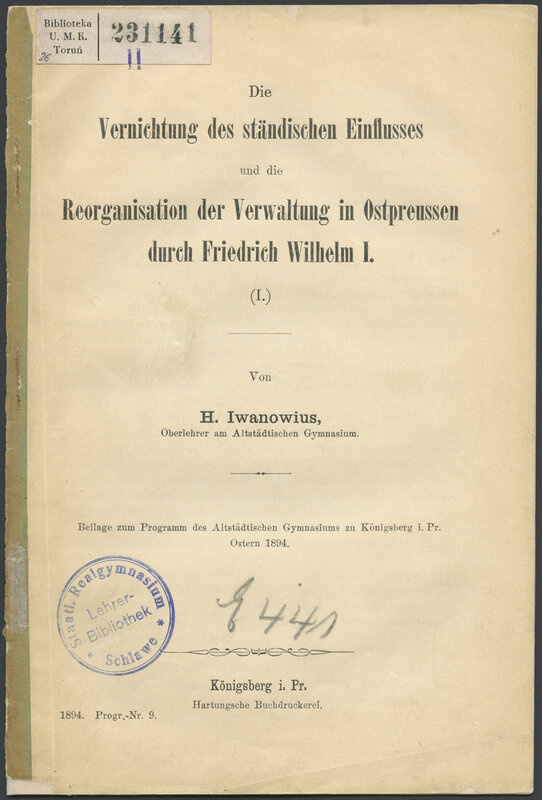 Biblioteka
U. M. K.
Toruń
231141
II
Die
Vernichtung des ständischen Einflusses
und die
Reorganisation der Verwaltung in Ostpreussen
durch Friedrich Wilhelm I.
(I.)
Von
H. Iwanowius,
Oberlehrer am Altstädtischen Gymnasium.
Beilage zum Programm des Altstädtischen Gymnasiums zu Königsberg i. Pr.
Ostern 1894.
Staatl. Realgymnasium
Lehrer-
Bibliothek
* Schlawe *
E 441
Königsberg i. Pr.
Hartungsche Buchdruckerei.
1894. Progr.-Nr. 9.